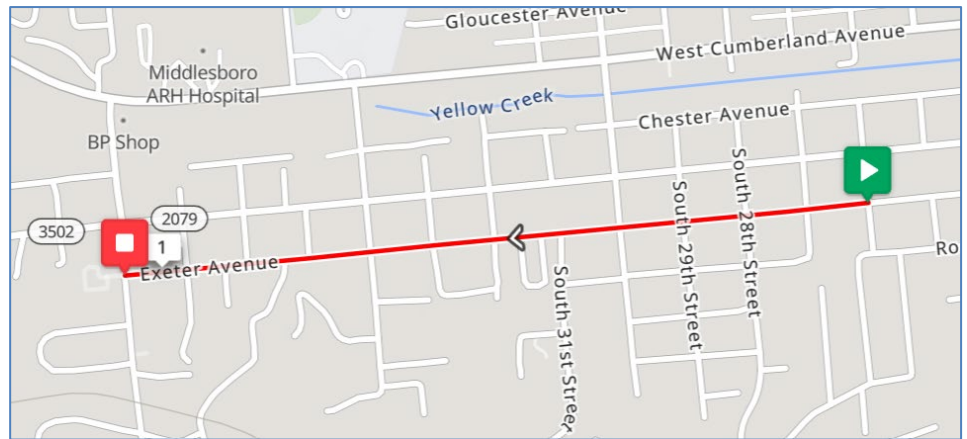 Gloucester Avenue
West Cumberland Avenue
Middlesboro
ARH Hospital
Yellow Creek
Chester Avenue
BP Shop
South 28th Street
South 29th Street
3502
2079
1
Exeter Avenue
Ro
South 31st Street